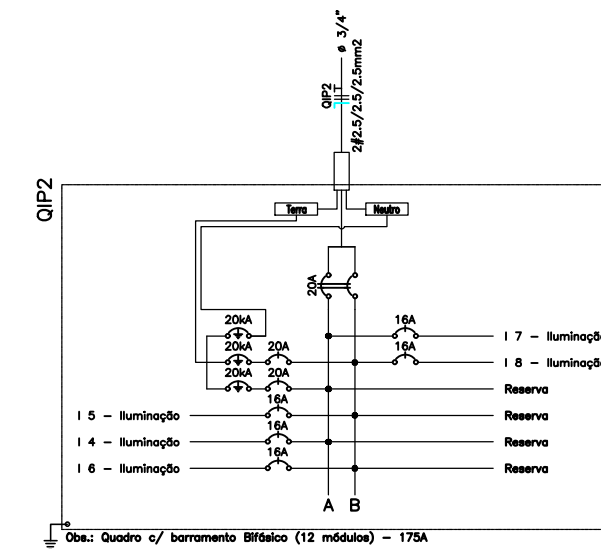 ø 3/4"
QIP2
2#2.5/2.5/2.5mm2
QIP2
Terra
Neutro
20A
20kA
16A
I 7 - Iluminação
20kA
20A
16A
I 8 - Iluminação
20kA
20A
Reserva
16A
I 5 - Iluminação
Reserva
16A
I 4 - Iluminação
Reserva
16A
I 6 - Iluminação
Reserva
A B
Obs.: Quadro c/ barramento Bifásico (12 módulos) - 175A